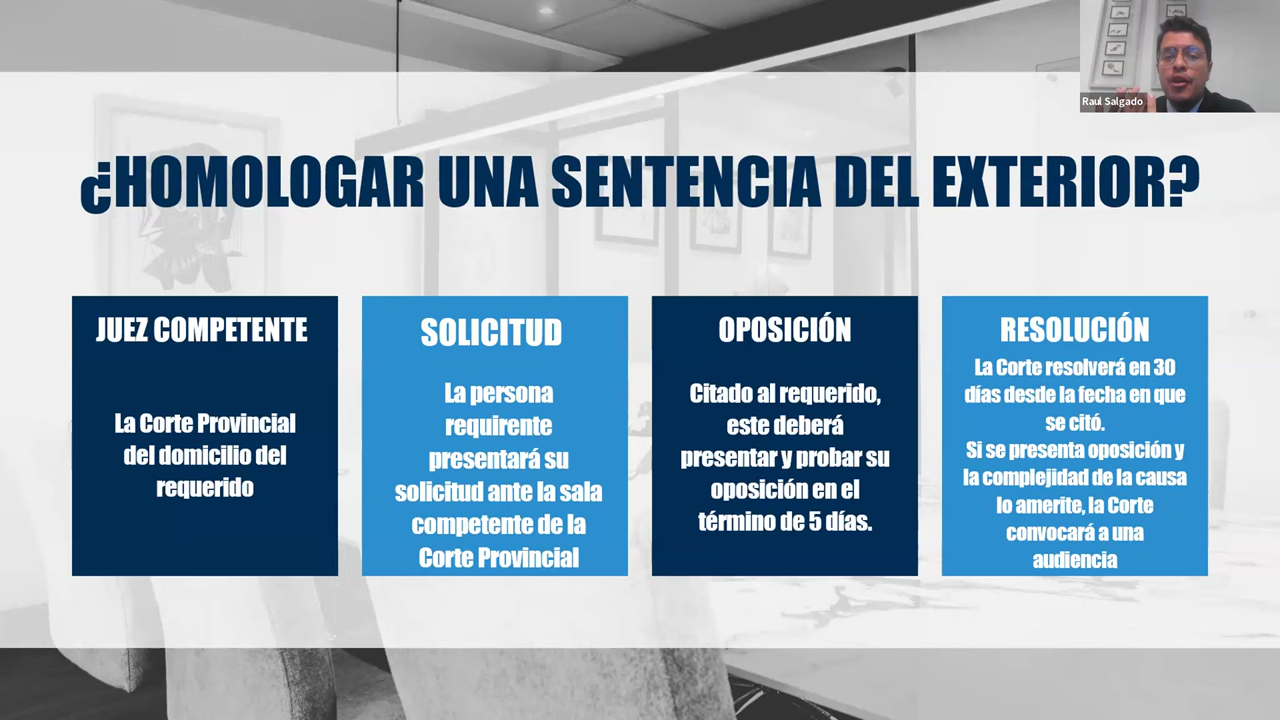 Raul Salgado
¿HOMOLOGAR UNA SENTENCIA DEL EXTERIOR?
JUEZ COMPETENTE
La Corte Provincial
del domicilio del
requerido
SOLICITUD
La persona
requirente
presentará su
solicitud ante la sala
competente de la
Corte Provincial
OPOSICIÓN
Citado al requerido,
este deberá
presentar y probar su
oposición en el
término de 5 días.
RESOLUCIÓN
La Corte resolverá en 30
días desde la fecha en que
se citó.
Si se presenta oposición y
la complejidad de la causa
lo amerite, la Corte
convocará a una
audiencia